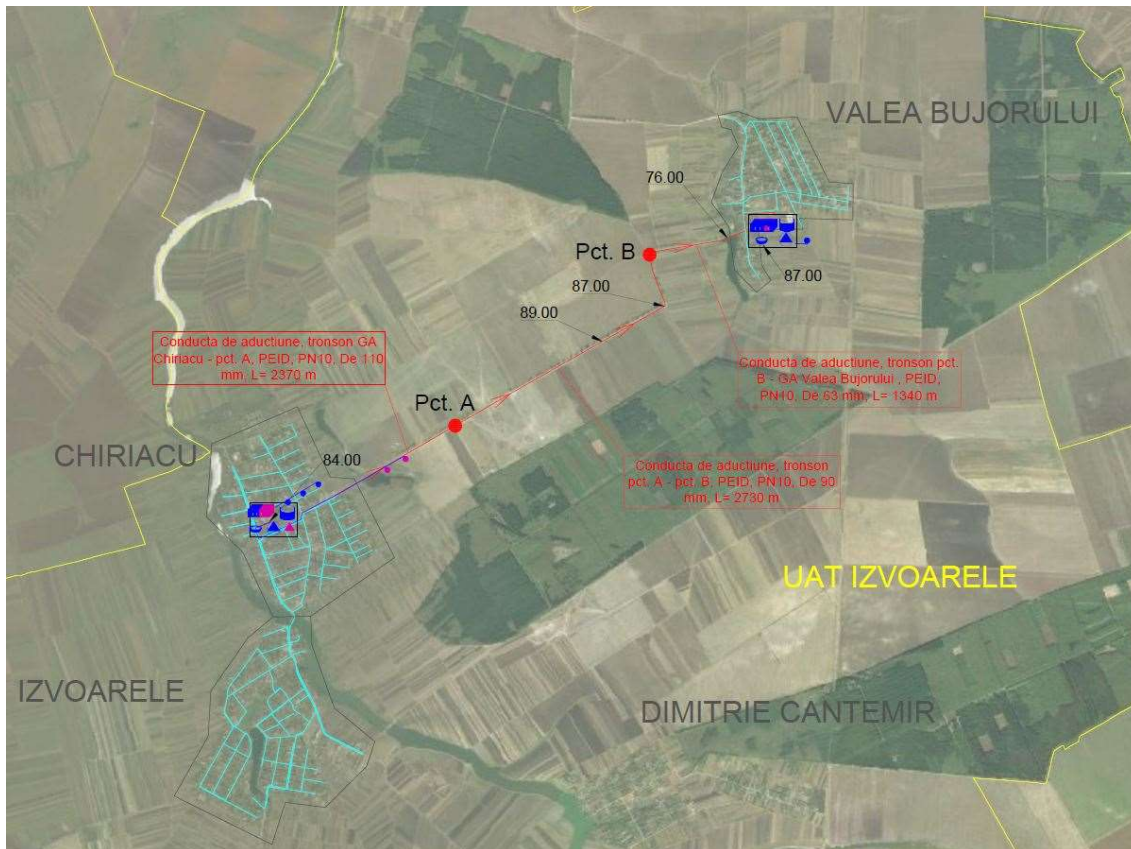 VALEA BUJORULUI
76.00
Pct. B
87.00
87.00
89.00
Conducta de aductiune, tronson GA
Chiriacu - pct. A, PEID, PN10, De 110
mm, L= 2370 m
Conducta de aductiune, tronson pct.
B - GA Valea Bujorului , PEID,
PN10, De 63 mm, L= 1340 m
Pct. A
CHIRIACU
84.00
Conducta de aductiune, tronson
pct. A - pct. B, PEID, PN10, De 90
mm, L= 2730 m
UAT IZVOARELE
IZVOARELE
DIMITRIE CANTEMIR